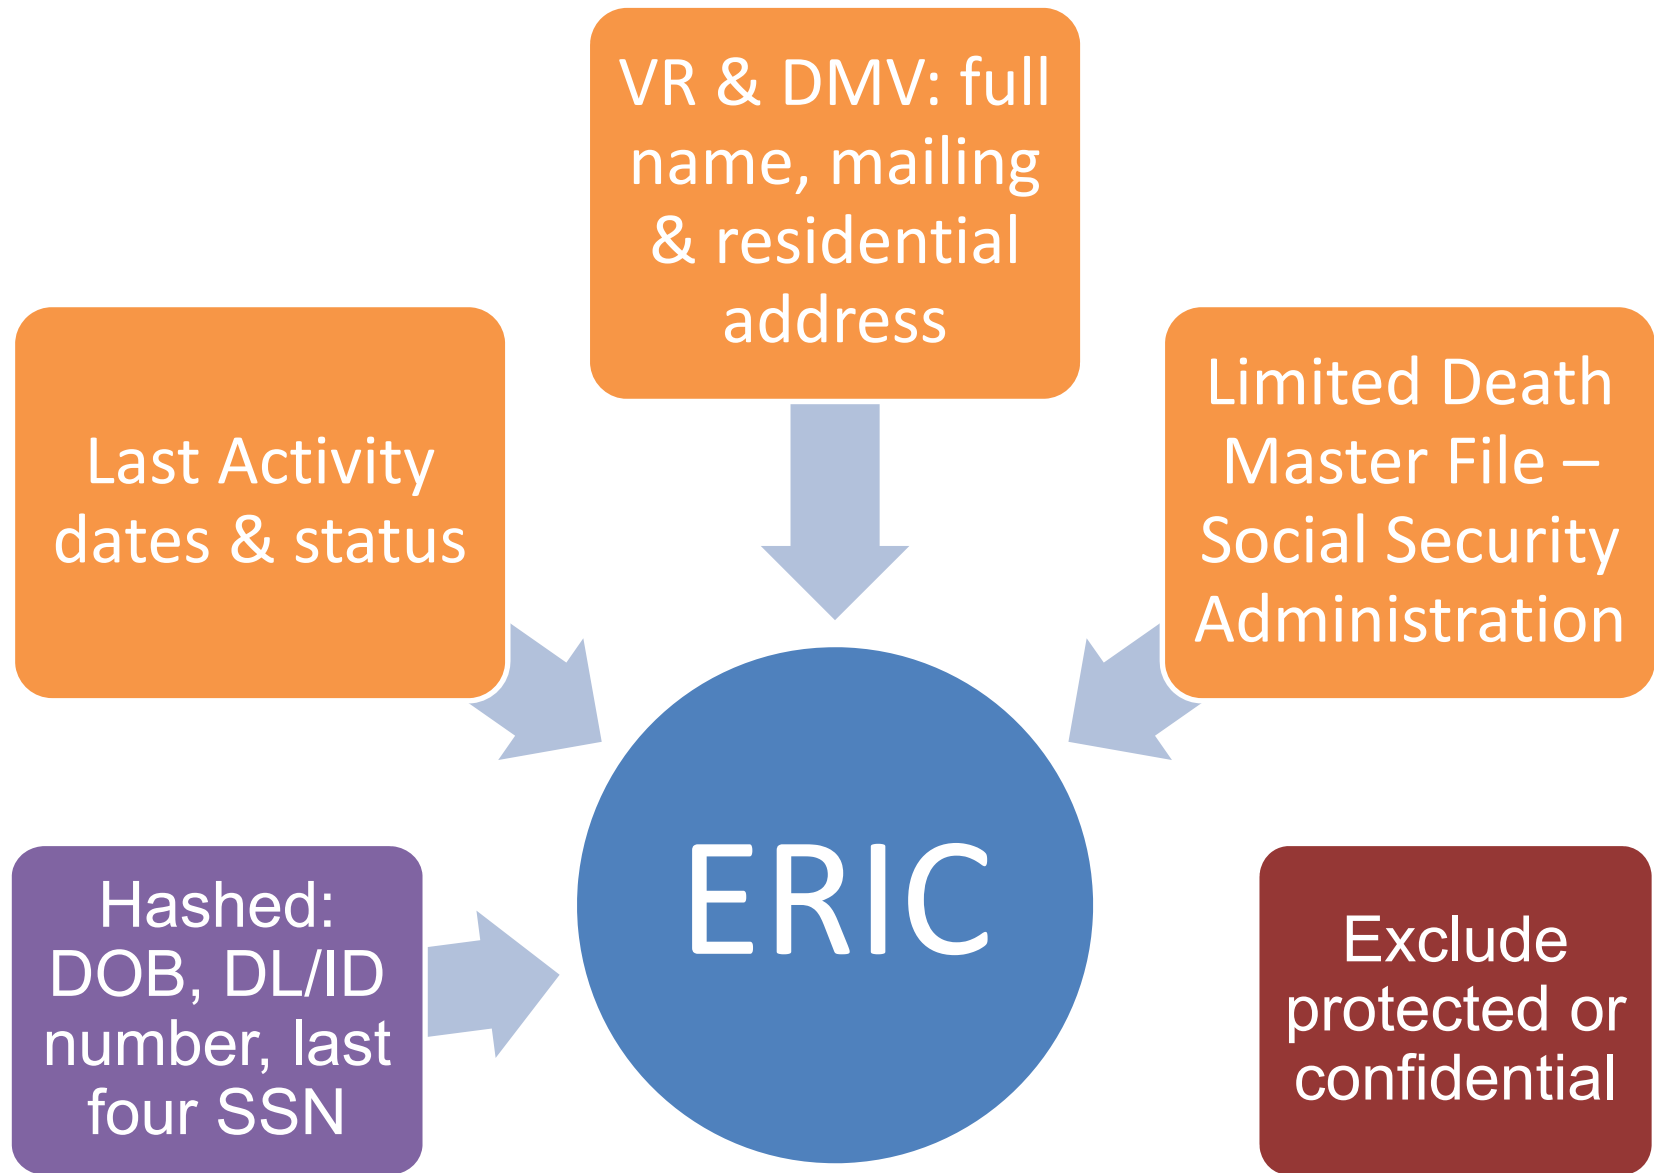 VR & DMV: full
name, mailing
& residential
address
Last Activity
dates & status
Limited Death
Master File –
Social Security
Administration
Hashed:
DOB, DL/ID
number, last
four SSN
ERIC
Exclude
protected or
confidential